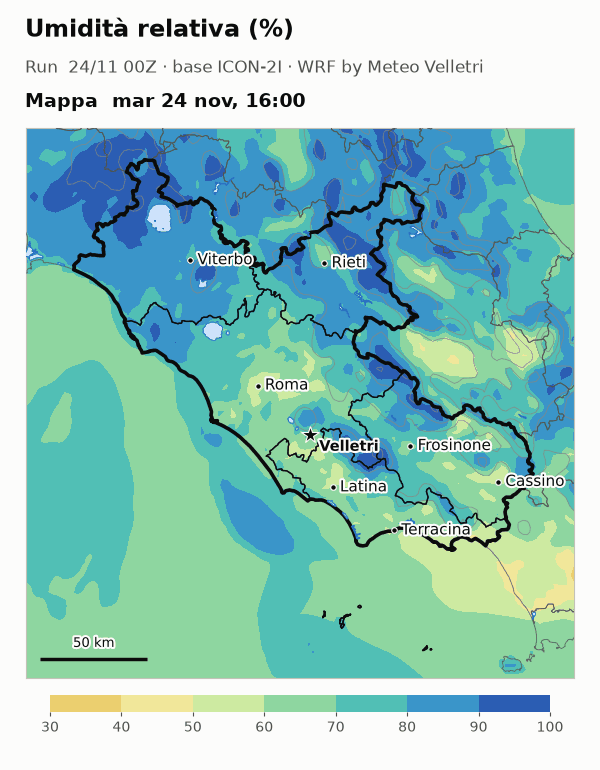 Umidità relativa (%)
Run 24/11 00Z · base ICON-2I · WRF by Meteo Velletri
Mappa mar 24 nov, 16:00
Viterbo
Rieti
Roma
Velletri
Frosinone
Cassino
Latina
Terracina
50 km
30 40 50 60 70 80 90 100